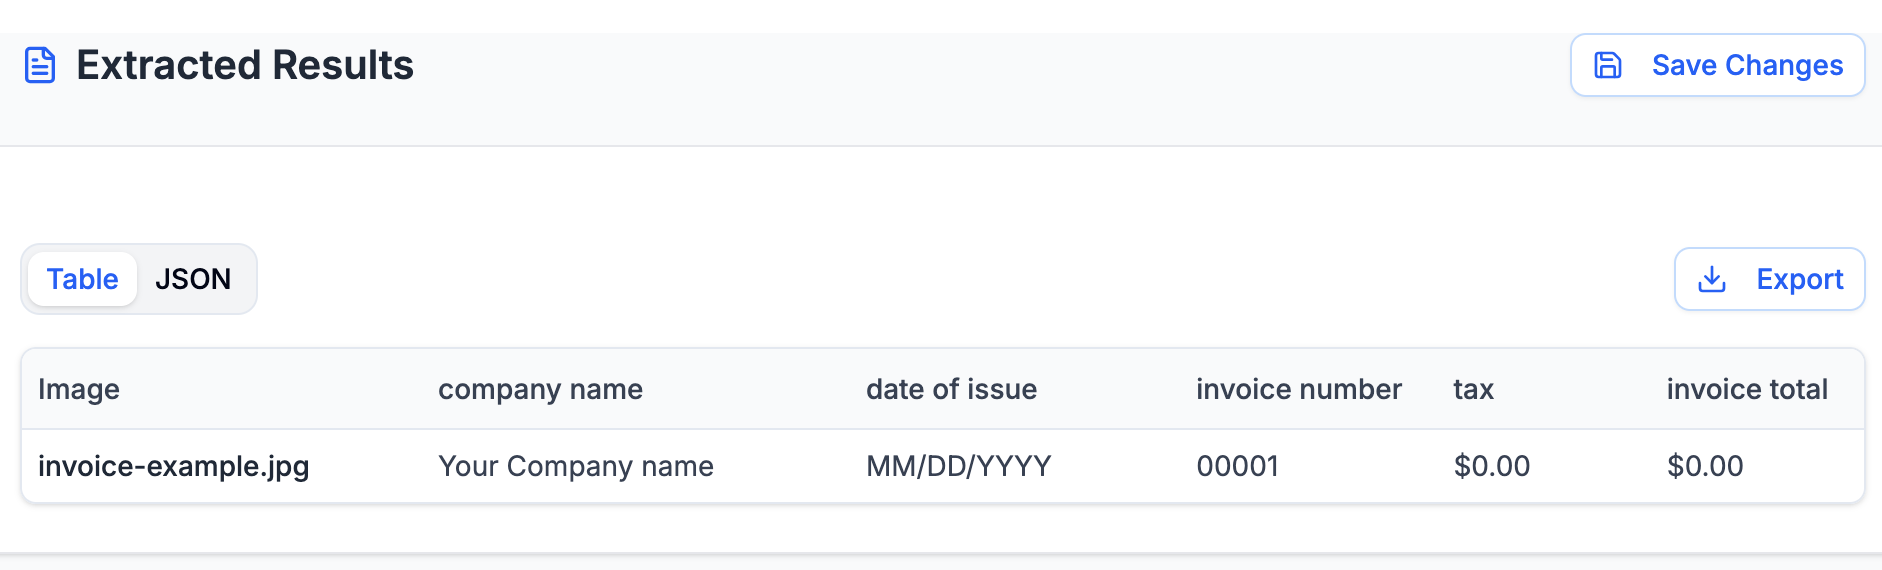 Extracted Results
Save Changes
Table JSON
Export
Image company name date of issue invoice number tax invoice total
invoice-example.jpg Your Company name MM/DD/YYYY 00001 $0.00 $0.00